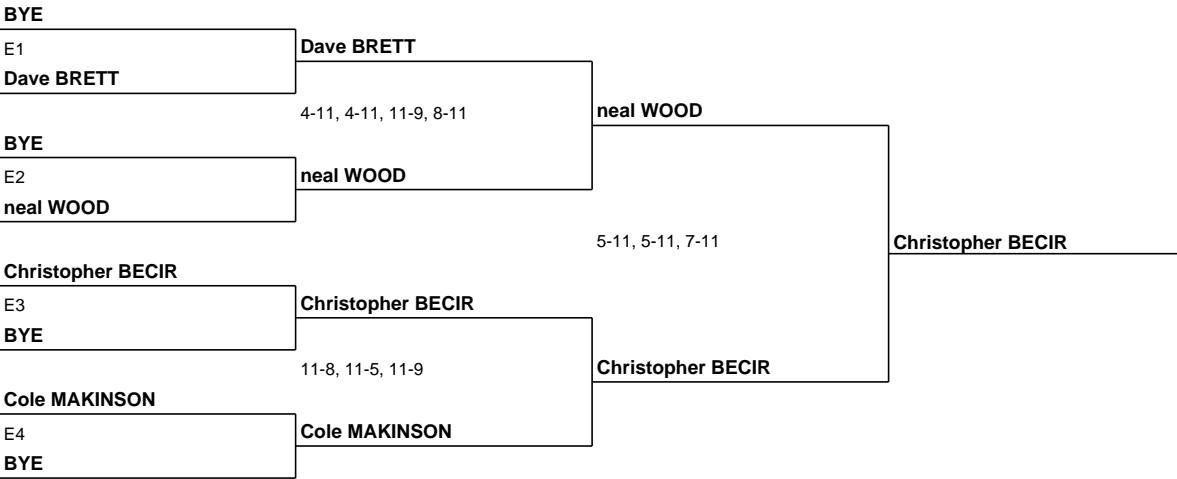 BYE
E1
Dave BRETT
Dave BRETT
4-11, 4-11, 11-9, 8-11
neal WOOD
BYE
E2
neal WOOD
neal WOOD
5-11, 5-11, 7-11
Christopher BECIR
Christopher BECIR
E3
BYE
Christopher BECIR
11-8, 11-5, 11-9
Christopher BECIR
Cole MAKINSON
E4
BYE
Cole MAKINSON